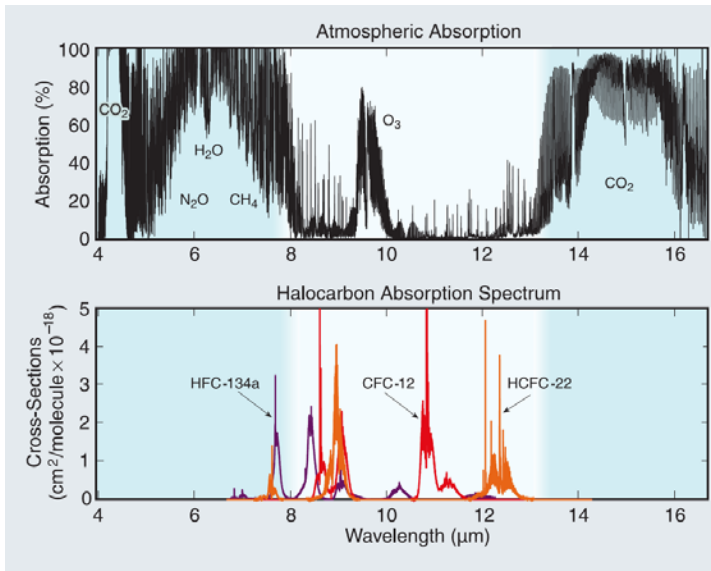 Atmospheric Absorption
Absorption (%)
100
80
60
40
20
0
CO₂
H₂O
N₂O CH₄
O₃
CO₂
4 6 8 10 12 14 16
Halocarbon Absorption Spectrum
Cross-Sections
(cm²/molecule×10⁻¹⁸)
5
4
3
2
1
0
HFC-134a CFC-12 HCFC-22
4 6 8 10 12 14 16
Wavelength (μm)